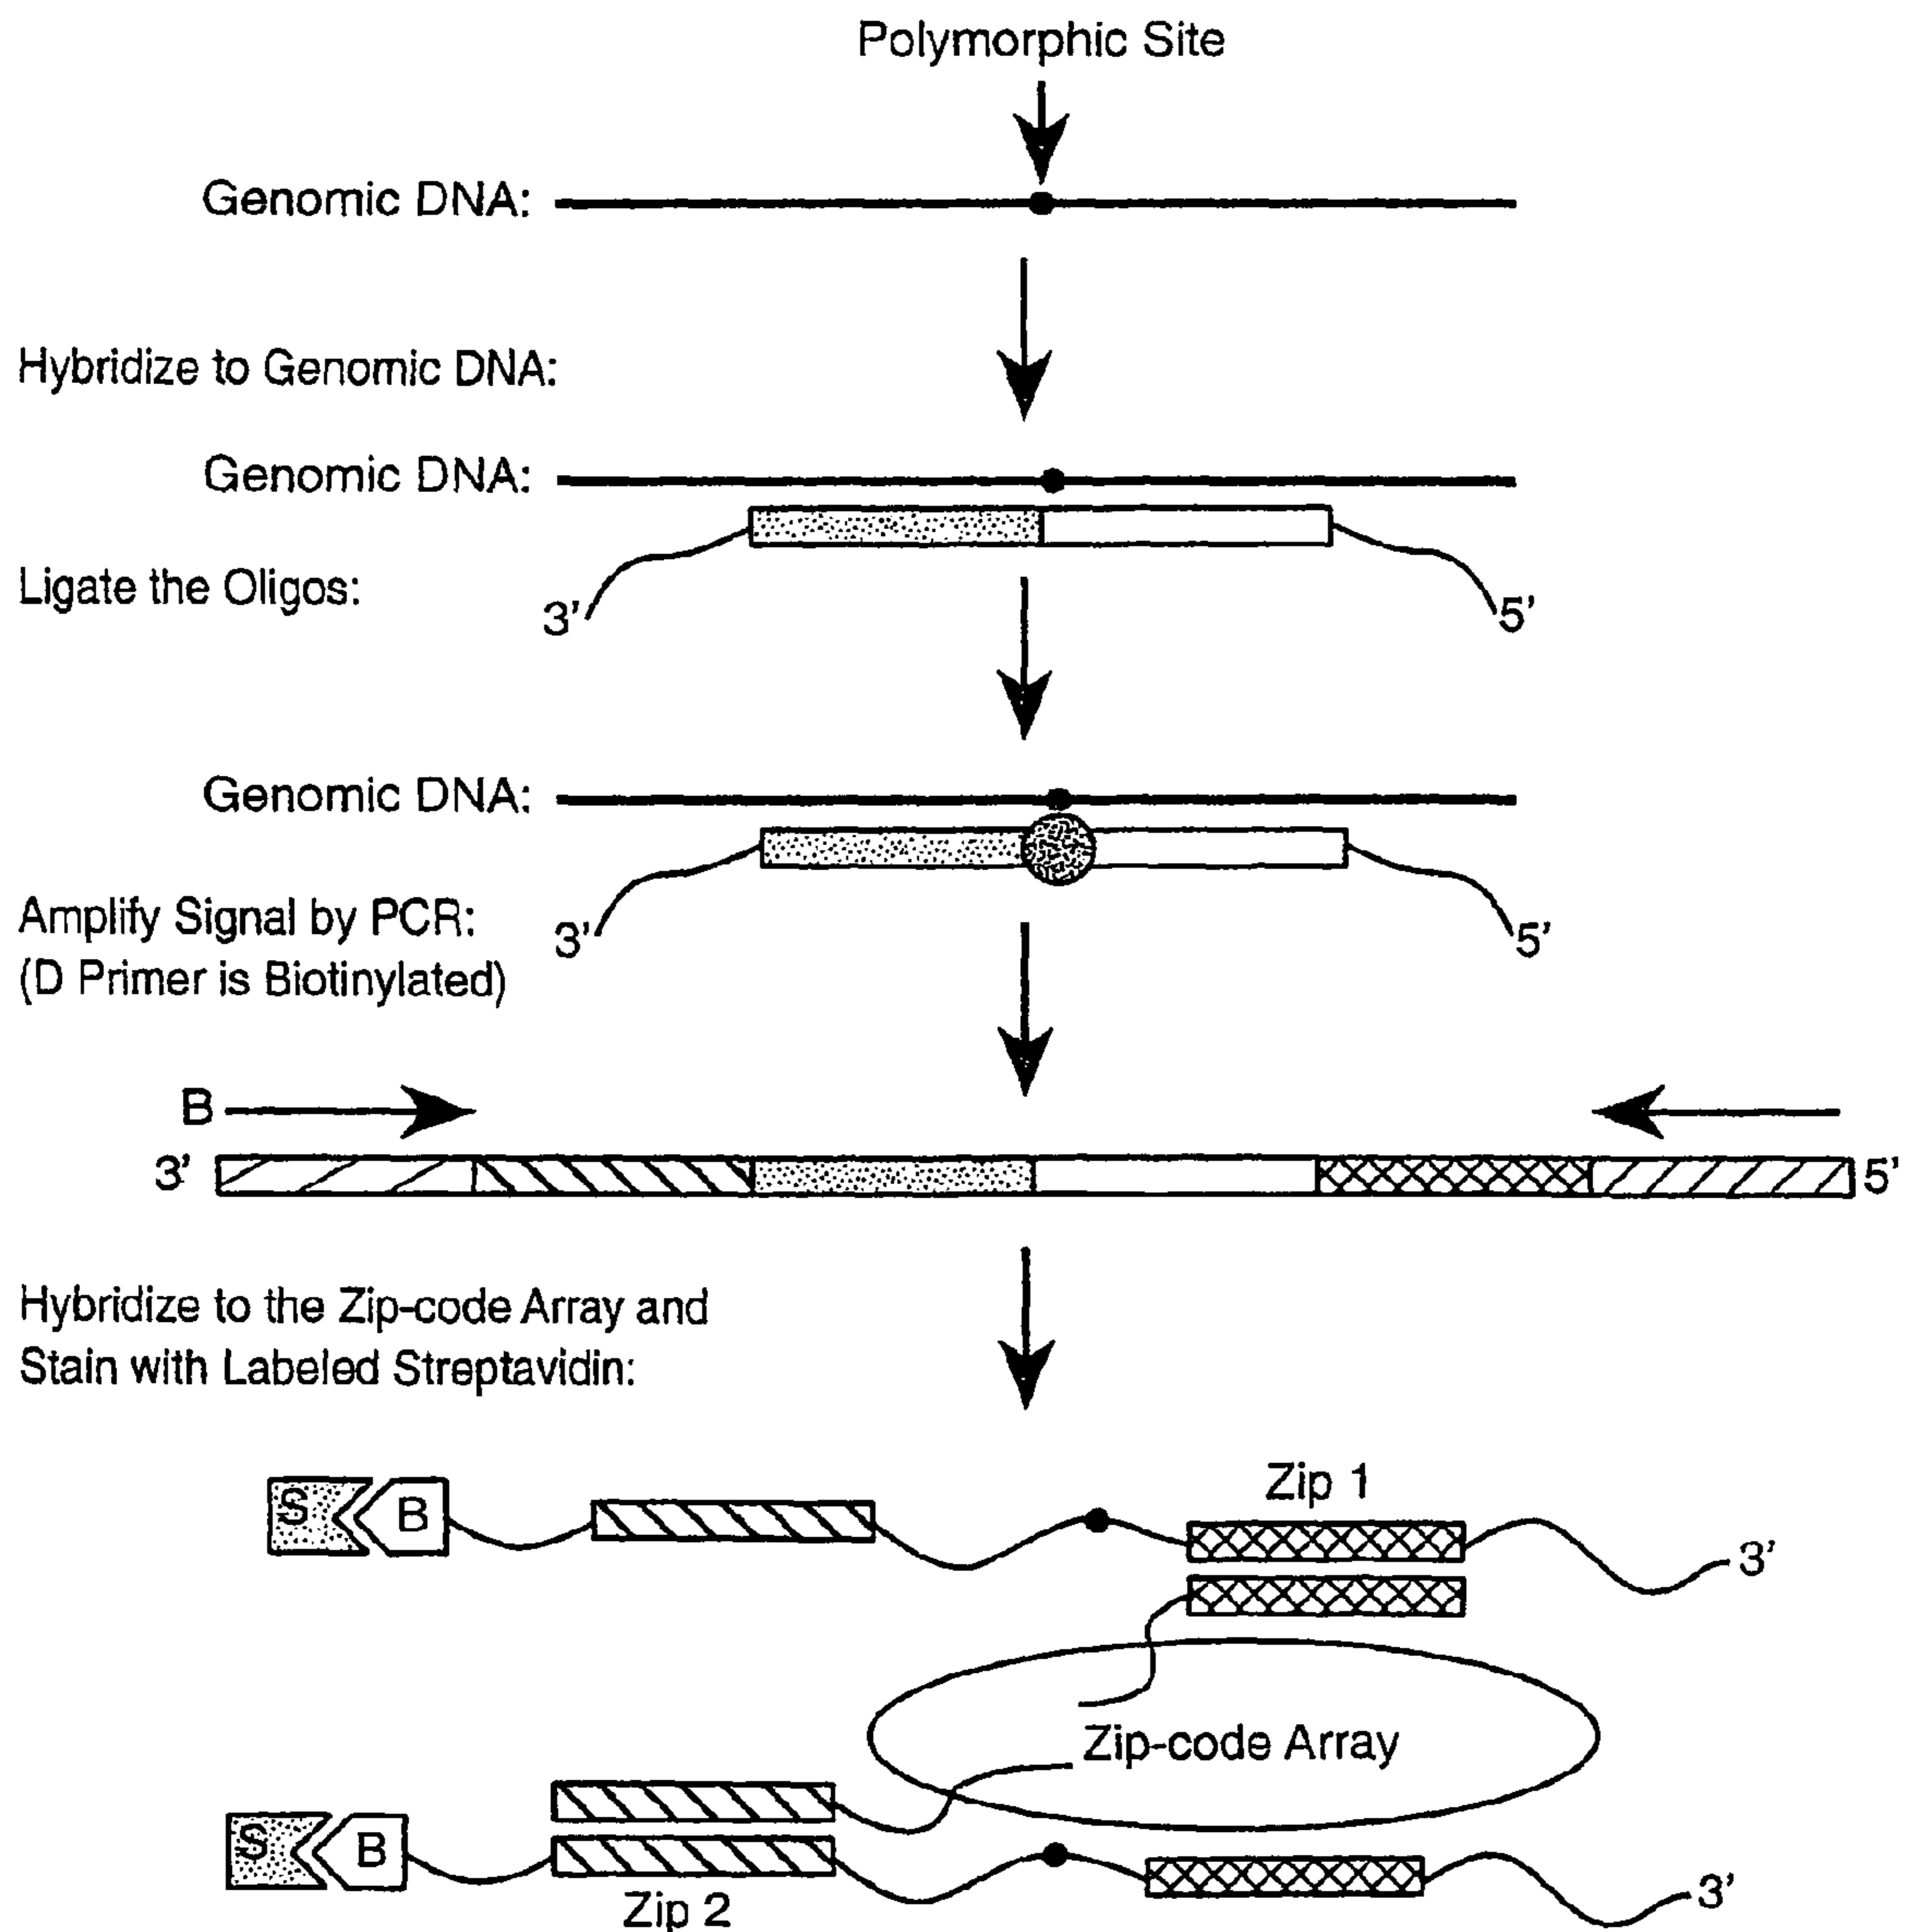 Polymorphic Site
Genomic DNA:
Hybridize to Genomic DNA:
Genomic DNA:
Ligate the Oligos:
3' 5'
Genomic DNA:
Amplify Signal by PCR:
3' 5'
(D Primer is Biotinylated)
B
3' 5'
Hybridize to the Zip-code Array and
Stain with Labeled Streptavidin:
Zip 1
S B
3'
Zip-code Array
S B
3'
Zip 2